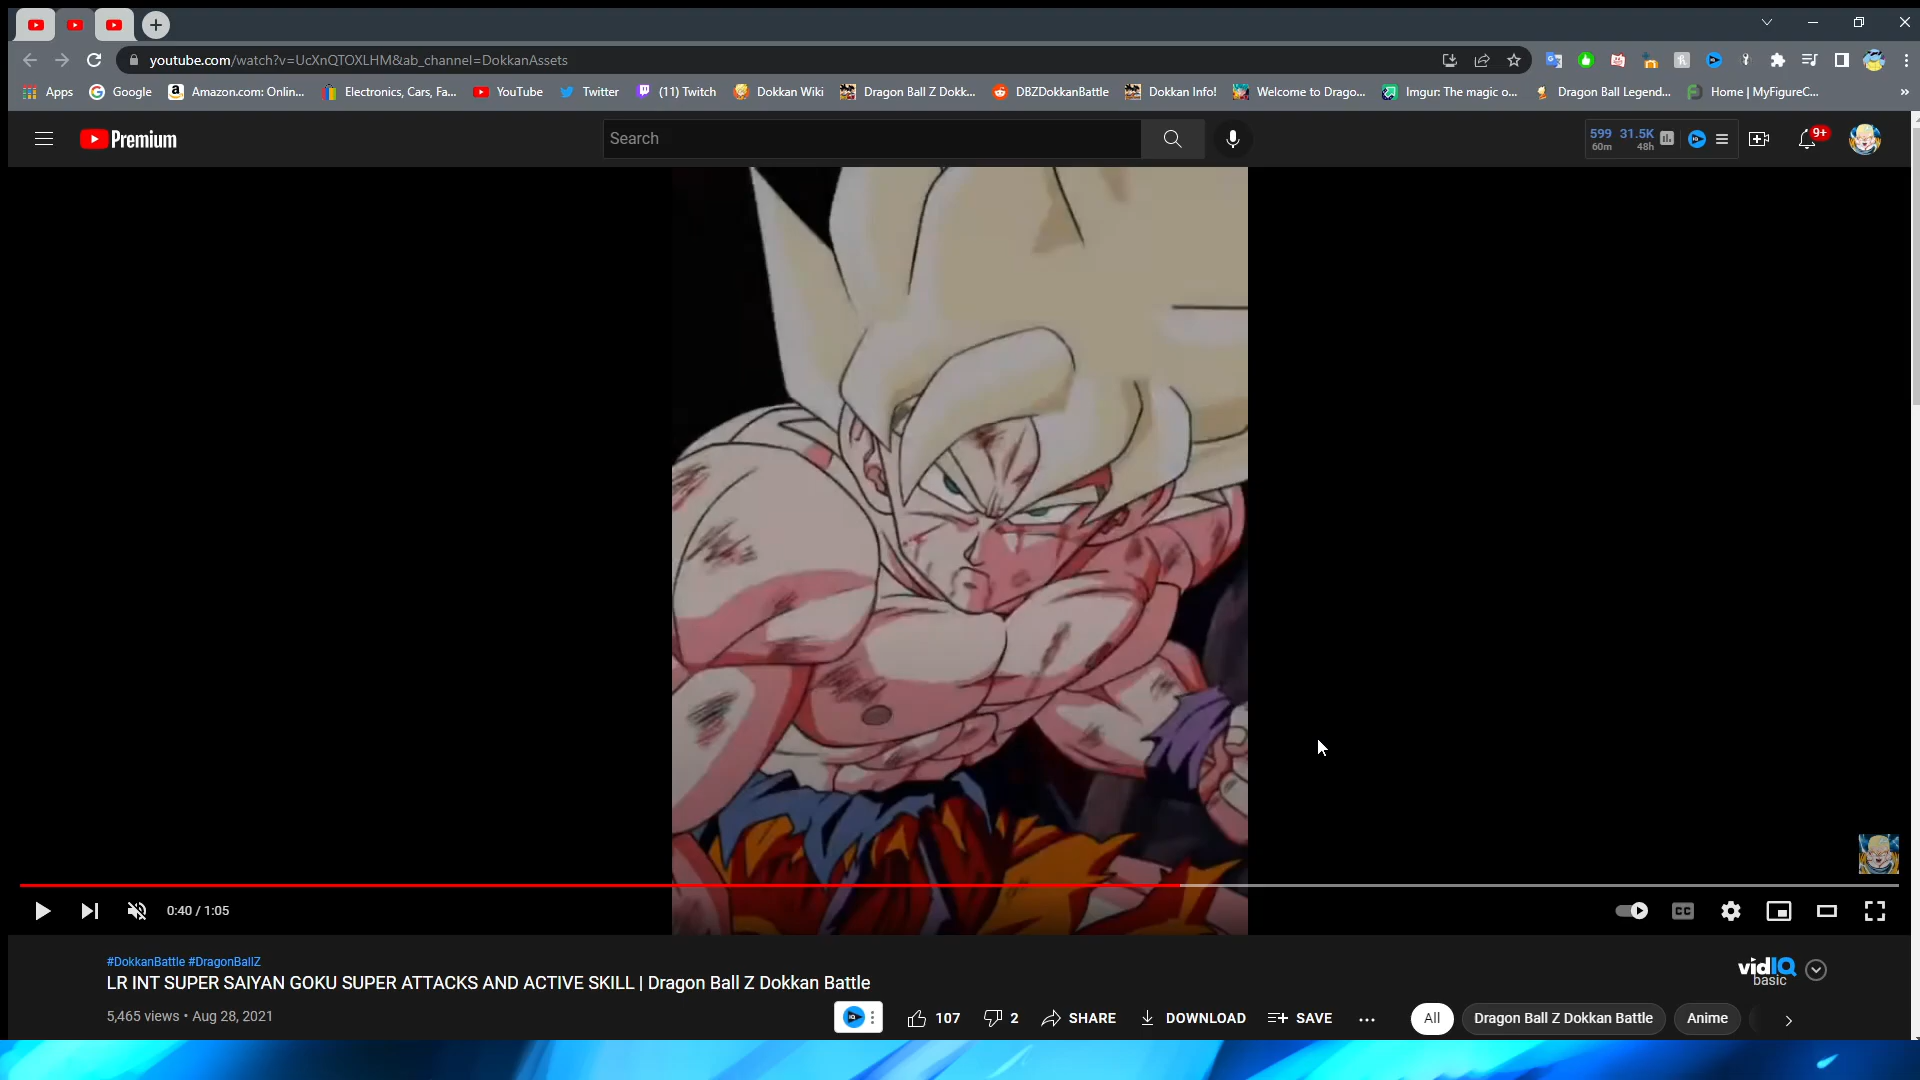 youtube.com/watch?v=UcXnQTOXLHM&ab_channel=DokkanAssets
Apps Google Amazon.com: Onlin... Electronics, Cars, Fa... YouTube Twitter (11) Twitch Dokkan Wiki Dragon Ball Z Dokk... DBZDokkanBattle Dokkan Info! Welcome to Drago... Imgur: The magic o... Dragon Ball Legend... Home | MyFigureC... »
Premium Search 599 31.5K 9+
60m 48h
0:40 / 1:05 CC
#DokkanBattle #DragonBallZ
LR INT SUPER SAIYAN GOKU SUPER ATTACKS AND ACTIVE SKILL | Dragon Ball Z Dokkan Battle
vidIQ
basic
5,465 views • Aug 28, 2021
107 2 SHARE DOWNLOAD SAVE ... All Dragon Ball Z Dokkan Battle Anime